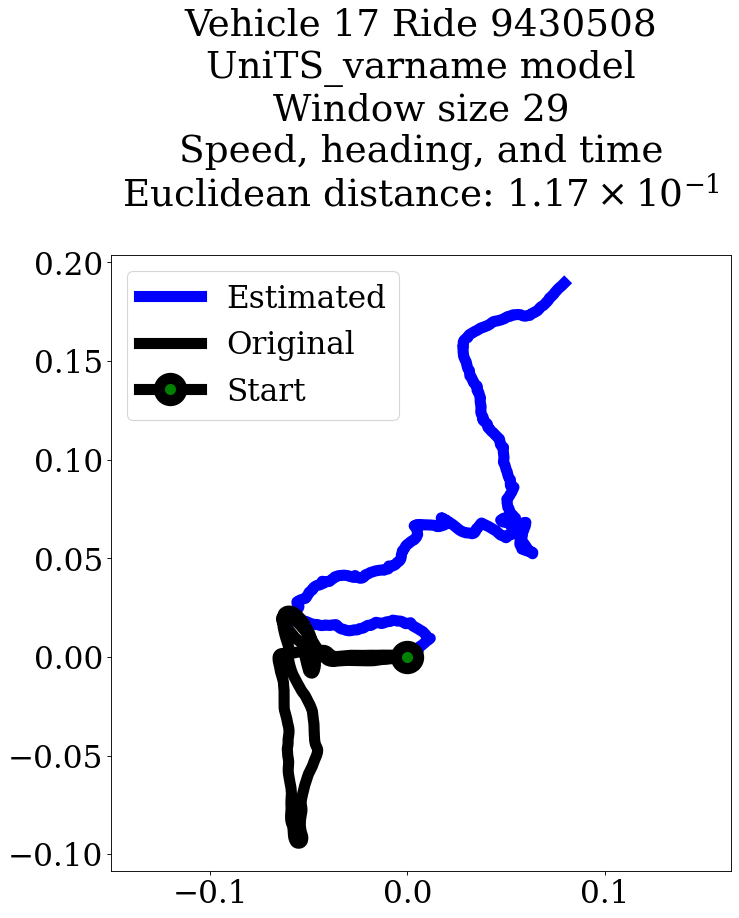 Vehicle 17 Ride 9430508
UniTS_varname model
Window size 29
Speed, heading, and time
Euclidean distance: 1.17 × 10⁻¹
0.20
0.15
0.10
0.05
0.00
−0.05
−0.10
Estimated
Original
Start
−0.1
0.0
0.1